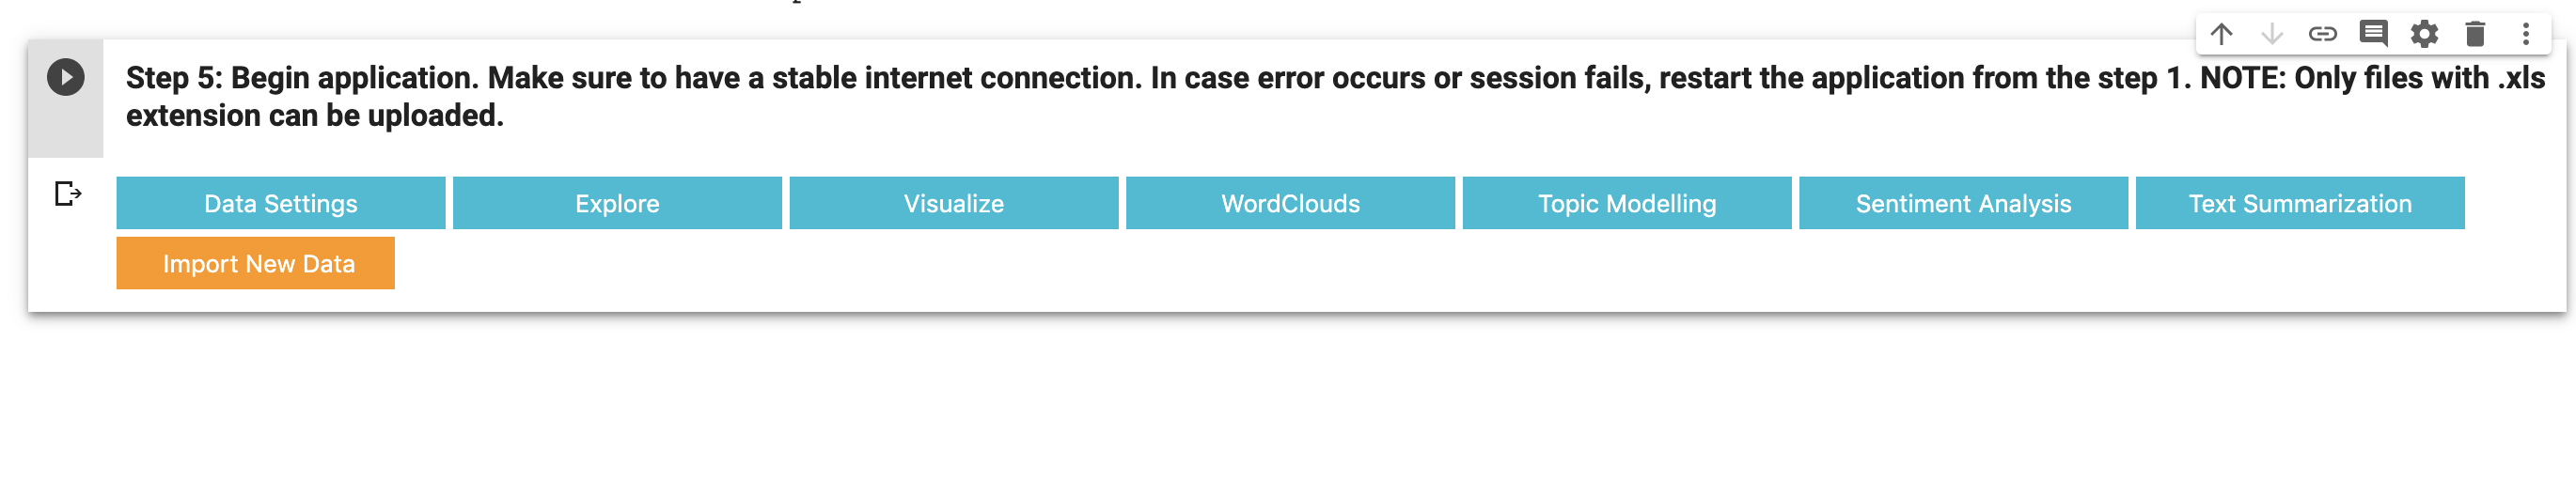 Step 5: Begin application. Make sure to have a stable internet connection. In case error occurs or session fails, restart the application from the step 1. NOTE: Only files with .xls
extension can be uploaded.
Data Settings
Explore
Visualize
WordClouds
Topic Modelling
Sentiment Analysis
Text Summarization
Import New Data